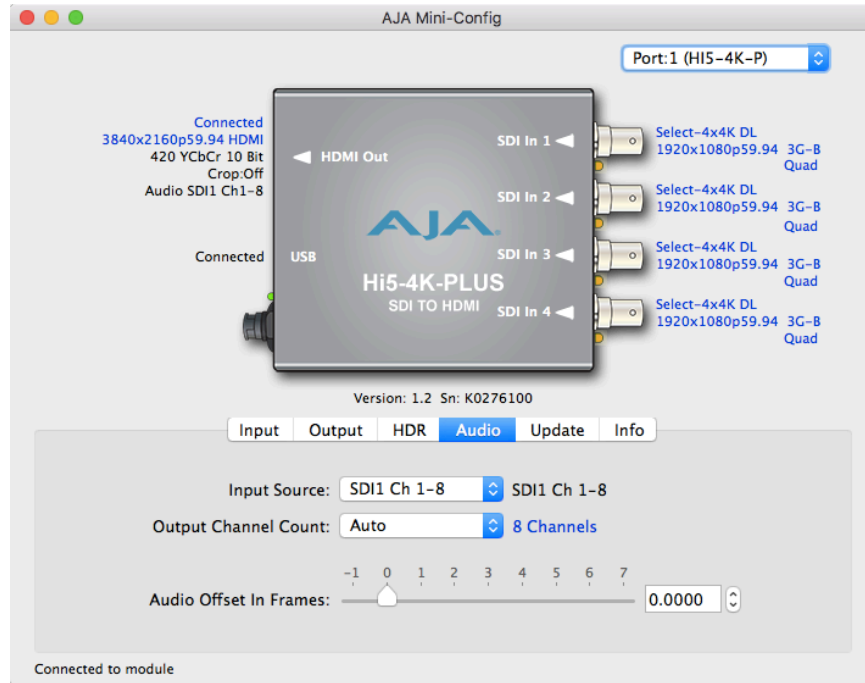 AJA Mini-Config
Port:1 (HI5-4K-P)
Connected
3840x2160p59.94 HDMI
420 YCbCr 10 Bit
Crop:Off
Audio SDI1 Ch1-8
Connected
HDMI Out
USB
AJA
Hi5-4K-PLUS
SDI TO HDMI
SDI In 1
SDI In 2
SDI In 3
SDI In 4
Select-4x4K DL
1920x1080p59.94 3G-B
Quad
Select-4x4K DL
1920x1080p59.94 3G-B
Quad
Select-4x4K DL
1920x1080p59.94 3G-B
Quad
Select-4x4K DL
1920x1080p59.94 3G-B
Quad
Version: 1.2 Sn: K0276100
Input Output HDR Audio Update Info
Input Source: SDI1 Ch 1-8 SDI1 Ch 1-8
Output Channel Count: Auto 8 Channels
-1 0 1 2 3 4 5 6 7
Audio Offset In Frames: 0.0000
Connected to module